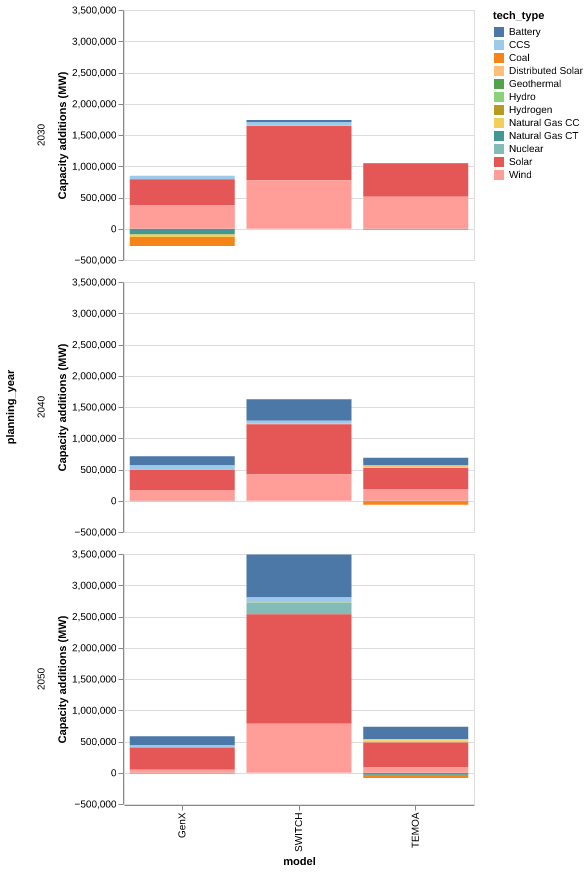 tech_type
Battery
CCS
Coal
Distributed Solar
Geothermal
Hydro
Hydrogen
Natural Gas CC
Natural Gas CT
Nuclear
Solar
Wind
planning_year
2030
Capacity additions (MW)
3,500,000
3,000,000
2,500,000
2,000,000
1,500,000
1,000,000
500,000
0
−500,000
2040
Capacity additions (MW)
3,500,000
3,000,000
2,500,000
2,000,000
1,500,000
1,000,000
500,000
0
−500,000
2050
Capacity additions (MW)
3,500,000
3,000,000
2,500,000
2,000,000
1,500,000
1,000,000
500,000
0
−500,000
GenX
SWITCH
TEMOA
model